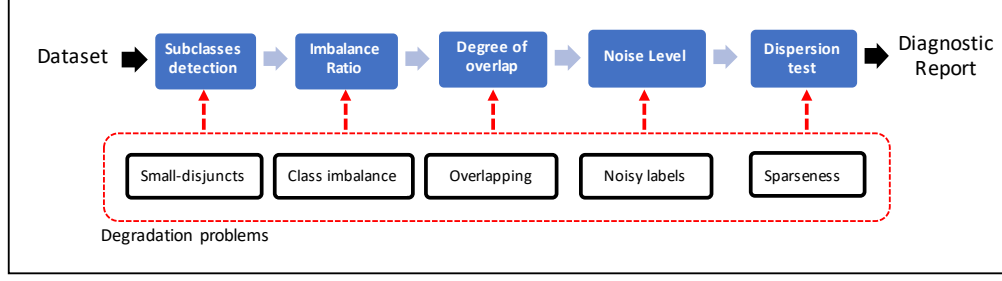 Dataset
Subclasses
detection
Imbalance
Ratio
Degree of
overlap
Noise Level
Dispersion
test
Diagnostic
Report
Small-disjuncts
Class imbalance
Overlapping
Noisy labels
Sparseness
Degradation problems